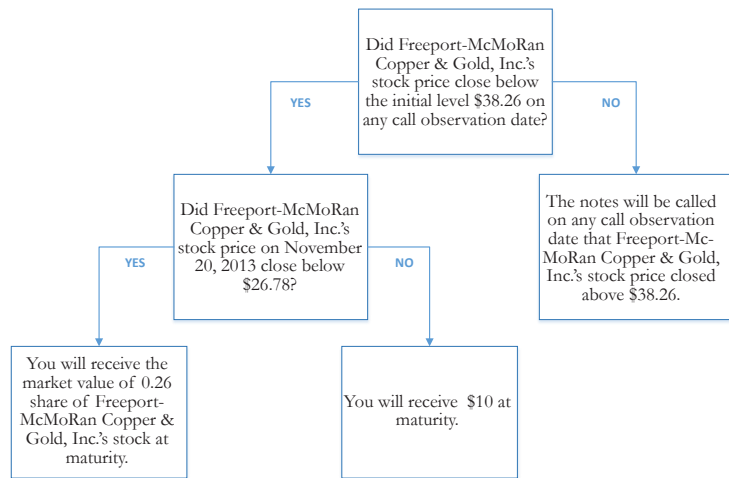 Did Freeport-McMoRan
Copper & Gold, Inc.'s
stock price close below
the initial level $38.26 on
any call observation date?
YES
NO
Did Freeport-McMoRan
Copper & Gold, Inc.'s
stock price on November
20, 2013 close below
$26.78?
The notes will be called
on any call observation
date that Freeport-Mc-
MoRan Copper & Gold,
Inc.'s stock price closed
above $38.26.
YES
NO
You will receive the
market value of 0.26
share of Freeport-
McMoRan Copper &
Gold, Inc.'s stock at
maturity.
You will receive $10 at
maturity.